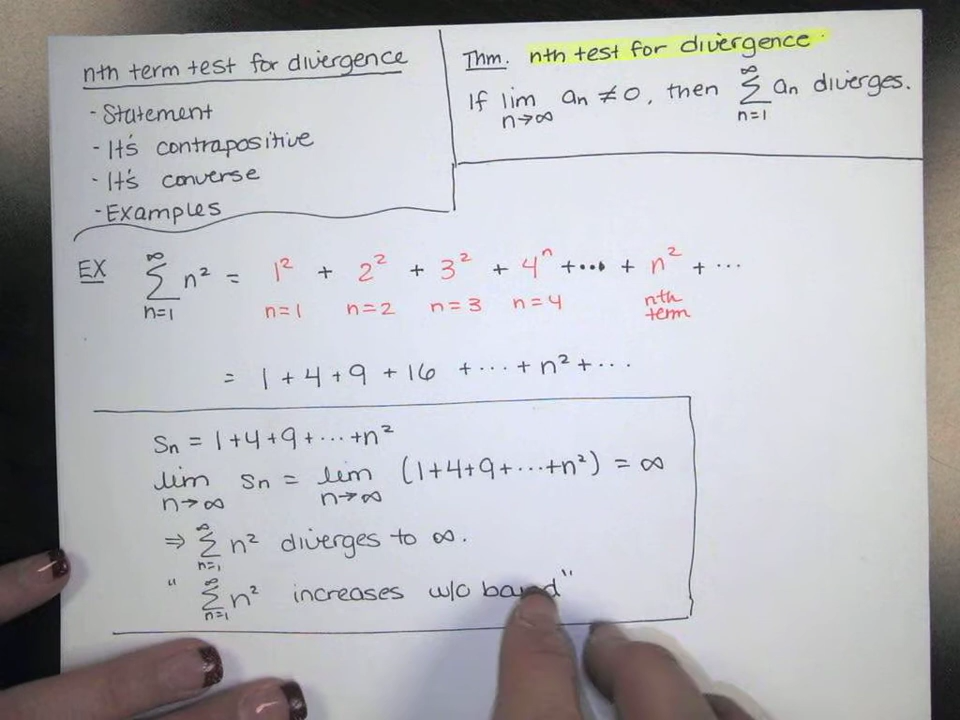 nth term test for divergence
- Statement
- It's contrapositive
- It's converse
- Examples
Thm. nth test for divergence.
If lim n→∞ an ≠ 0, then ∞ Σ n=1 an diverges.
EX ∞ Σ n=1 n² = 1² + 2² + 3² + 4ⁿ + ··· + n² + ···
n=1 n=2 n=3 n=4 nth term
= 1 + 4 + 9 + 16 + ··· + n² + ···
Sn = 1+4+9+···+n²
lim n→∞ Sn = lim n→∞ (1+4+9+···+n²) = ∞
⇒ ∞ Σ n=1 n² diverges to ∞.
" ∞ Σ n=1 n² increases w/o "